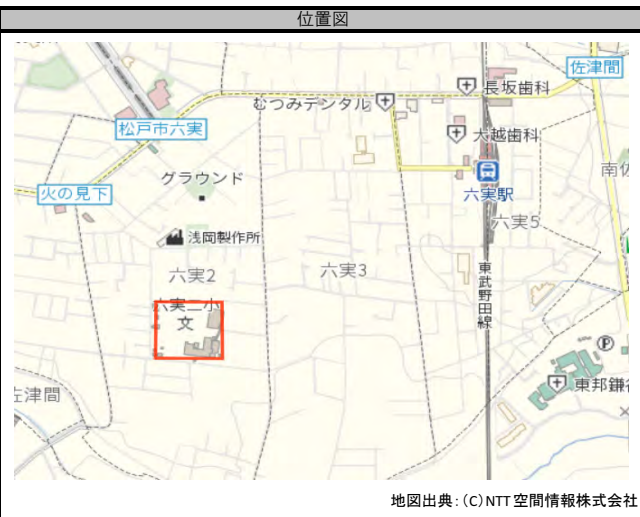 位置図
佐津間
長坂歯科
むつみデンタル
松戸市六実
大越歯科
グラウンド
南佐
火の見下
六実駅
六実5
浅岡製作所
六実2
六実3
東武野田線
六実二小
文
P
東邦鎌
左津間
地図出典:(C)NTT空間情報株式会社